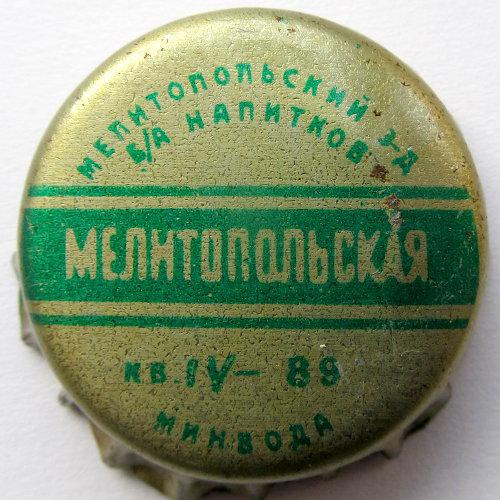 МЕЛИТОПОЛЬСКИЙ З-Д
Б/А НАПИТКОВ
МЕЛИТОПОЛЬСКАЯ
КВ. IV - 89
МИНВОДА